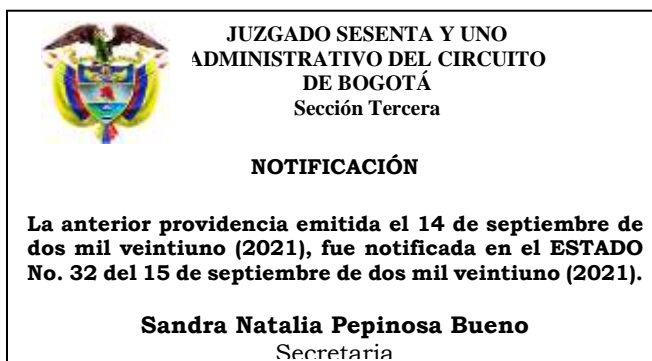 JUZGADO SESENTA Y UNO
ADMINISTRATIVO DEL CIRCUITO
DE BOGOTÁ
Sección Tercera
NOTIFICACIÓN
La anterior providencia emitida el 14 de septiembre de
dos mil veintiuno (2021), fue notificada en el ESTADO
No. 32 del 15 de septiembre de dos mil veintiuno (2021).
Sandra Natalia Pepinosa Bueno
Secretaria